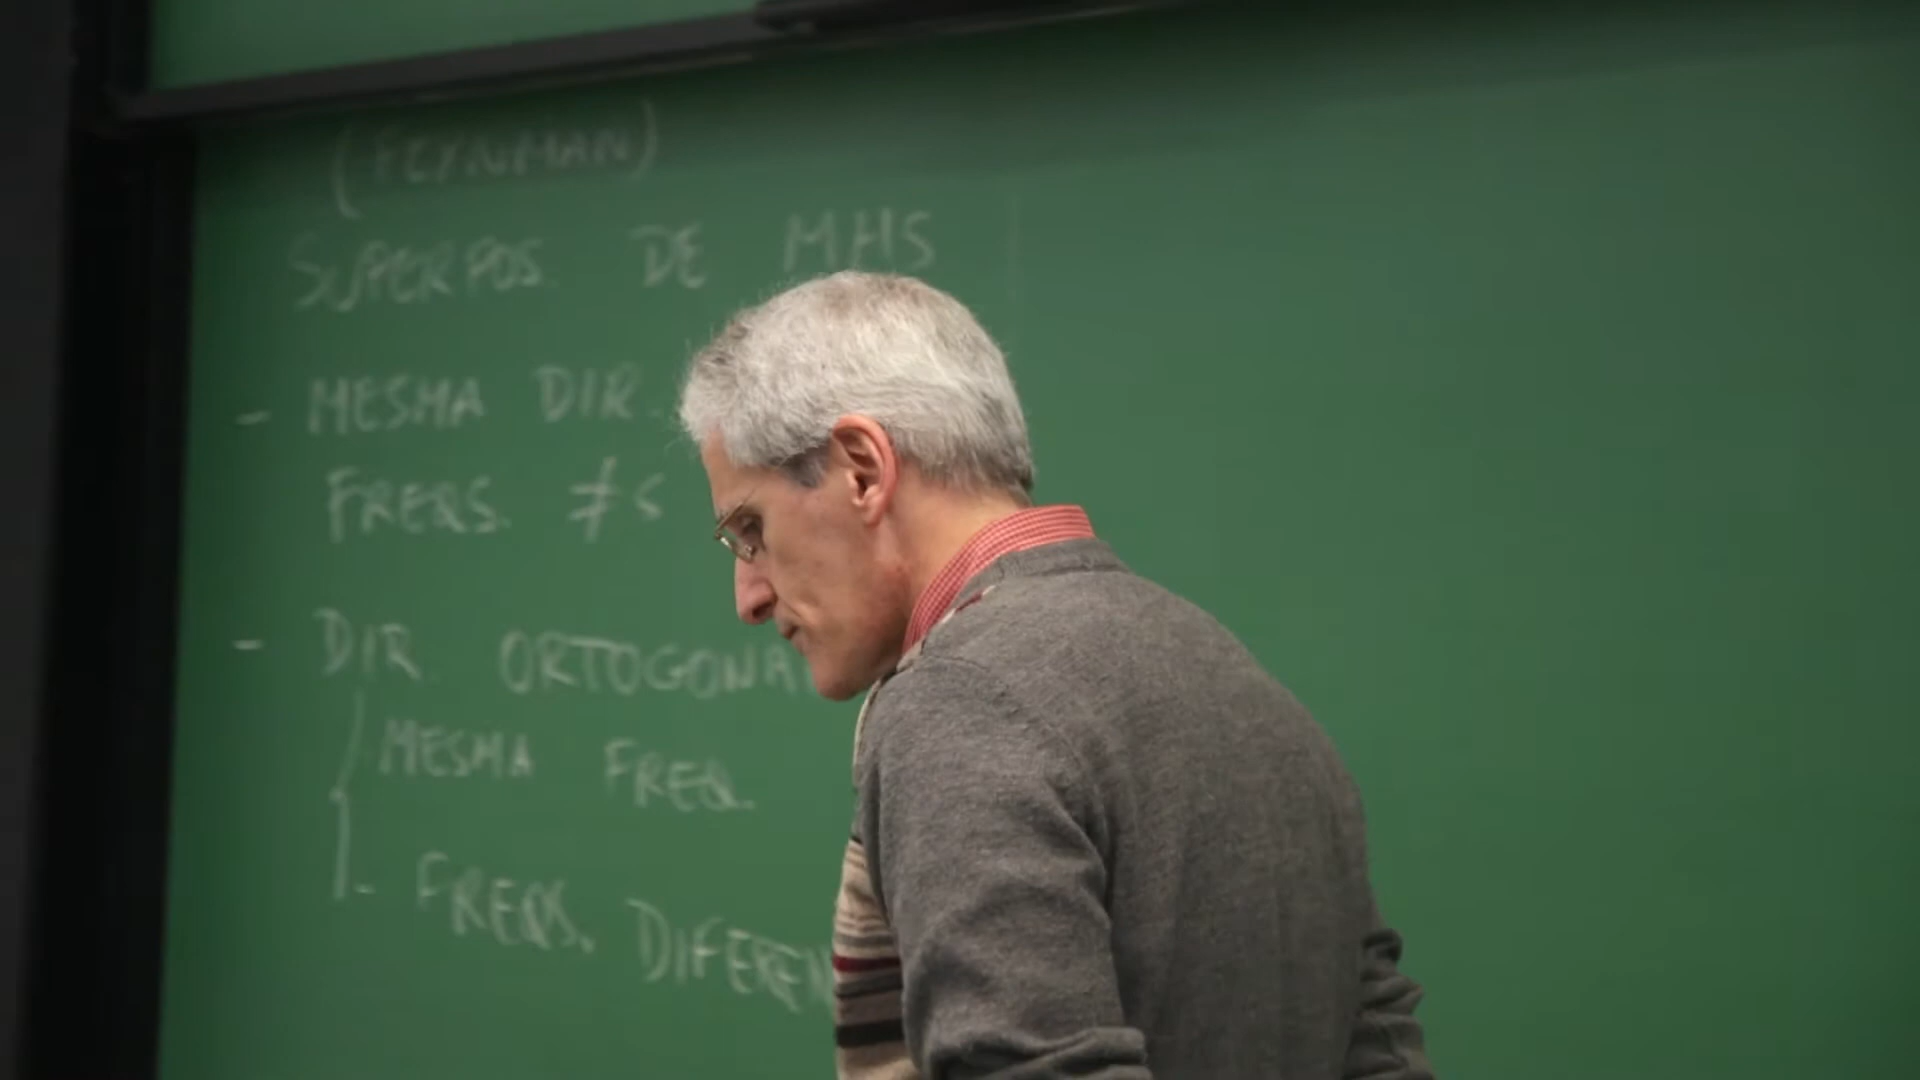 (FEYNMAN)
SUPERPOS. DE MHS
- MESMA DIR.
FREQS. ≠s
- DIR ORTOGONAI
MESMA FREQ.
FREQS. DIFEREN